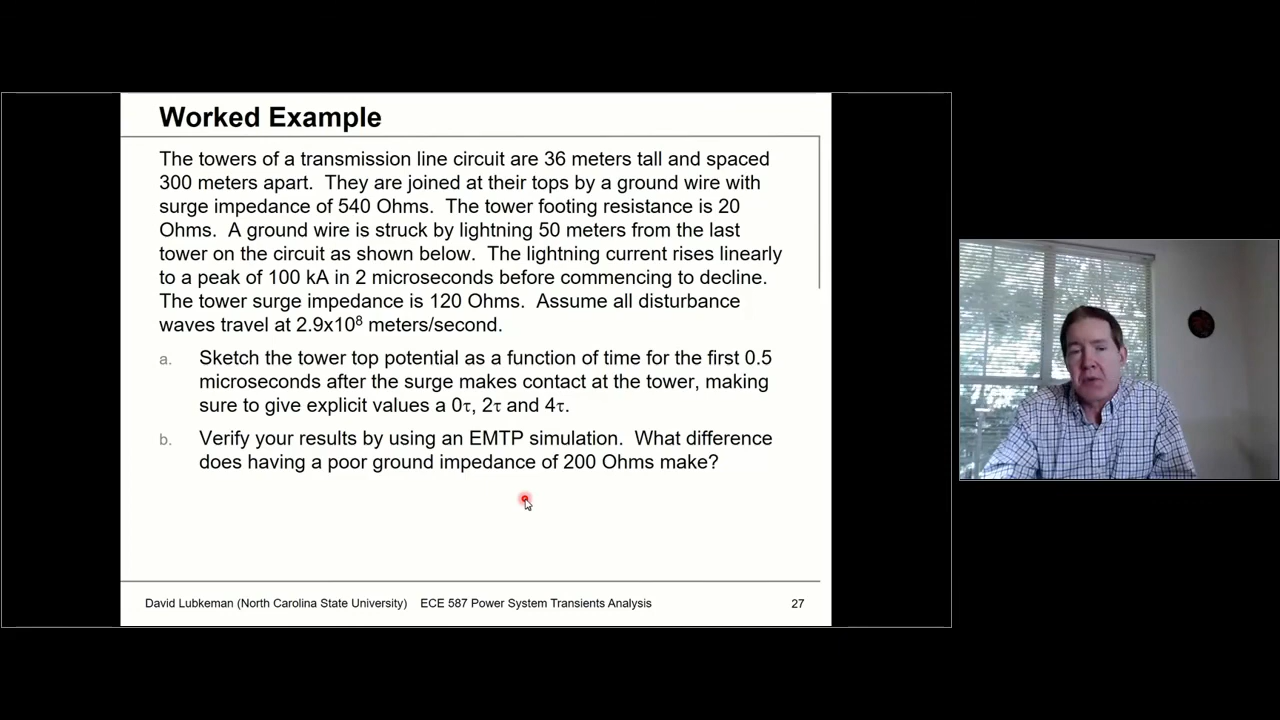 Worked Example
The towers of a transmission line circuit are 36 meters tall and spaced
300 meters apart. They are joined at their tops by a ground wire with
surge impedance of 540 Ohms. The tower footing resistance is 20
Ohms. A ground wire is struck by lightning 50 meters from the last
tower on the circuit as shown below. The lightning current rises linearly
to a peak of 100 kA in 2 microseconds before commencing to decline.
The tower surge impedance is 120 Ohms. Assume all disturbance
waves travel at 2.9x10⁸ meters/second.
a. Sketch the tower top potential as a function of time for the first 0.5
microseconds after the surge makes contact at the tower, making
sure to give explicit values a 0τ, 2τ and 4τ.
b. Verify your results by using an EMTP simulation. What difference
does having a poor ground impedance of 200 Ohms make?
David Lubkeman (North Carolina State University) ECE 587 Power System Transients Analysis 27